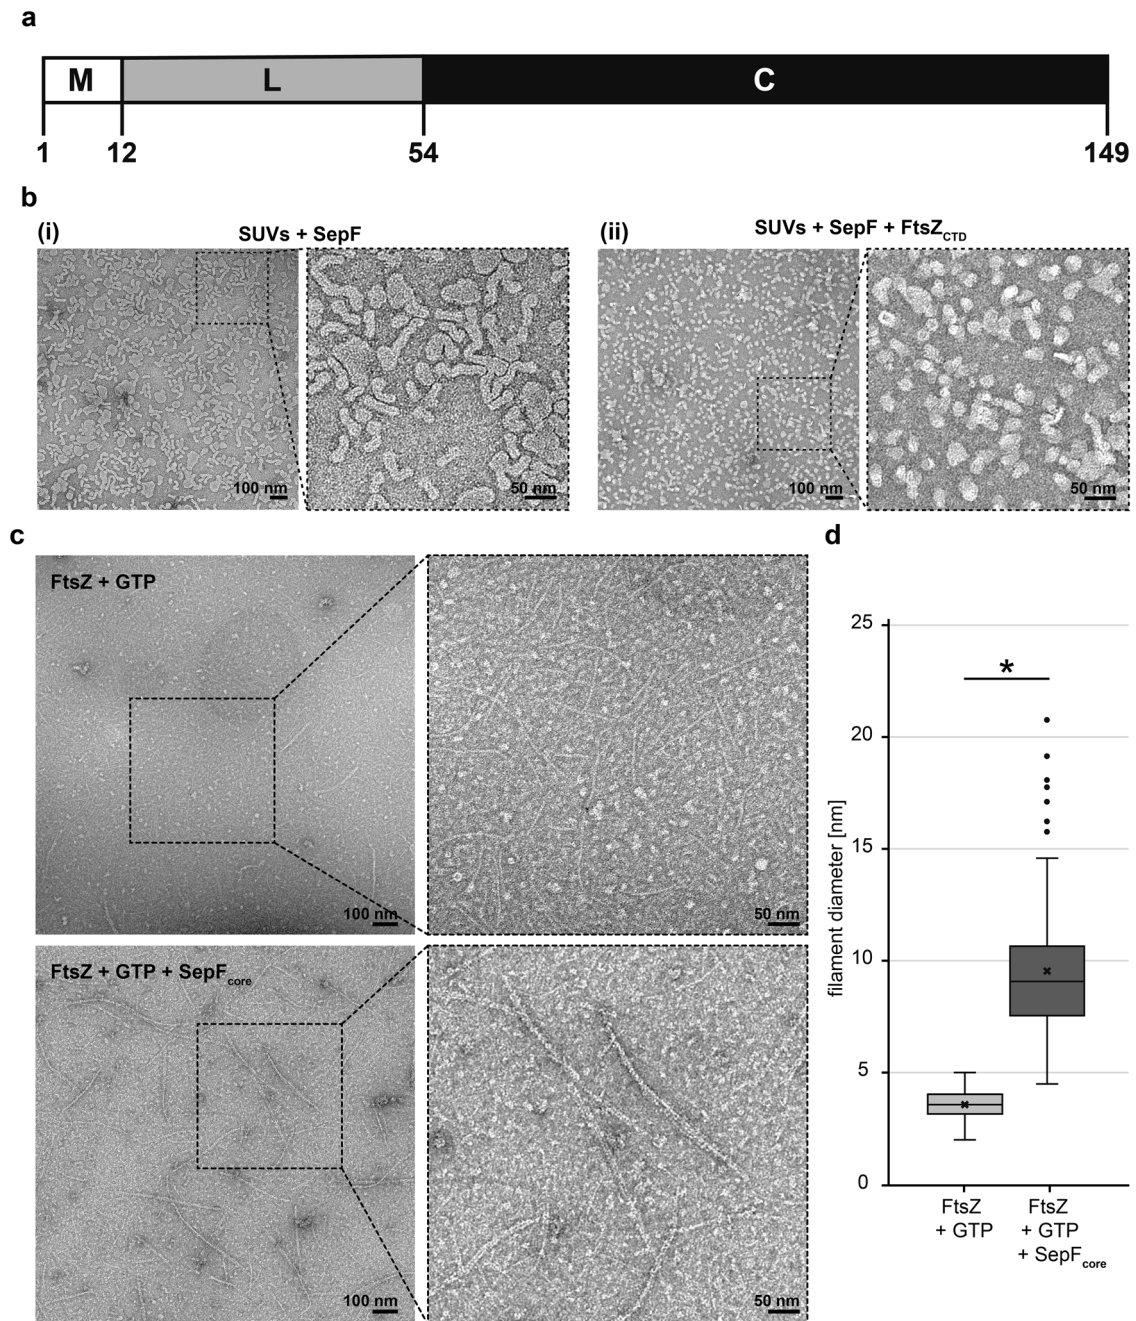 a
M L C
1 12 54 149
b
(i) SUVs + SepF
(ii) SUVs + SepF + FtsZCTD
100 nm 50 nm 100 nm 50 nm
c
FtsZ + GTP
100 nm 50 nm
FtsZ + GTP + SepFcore
100 nm 50 nm
d
25
20
15
10
5
0
filament diameter [nm]
*
FtsZ
+ GTP
FtsZ
+ GTP
+ SepFcore